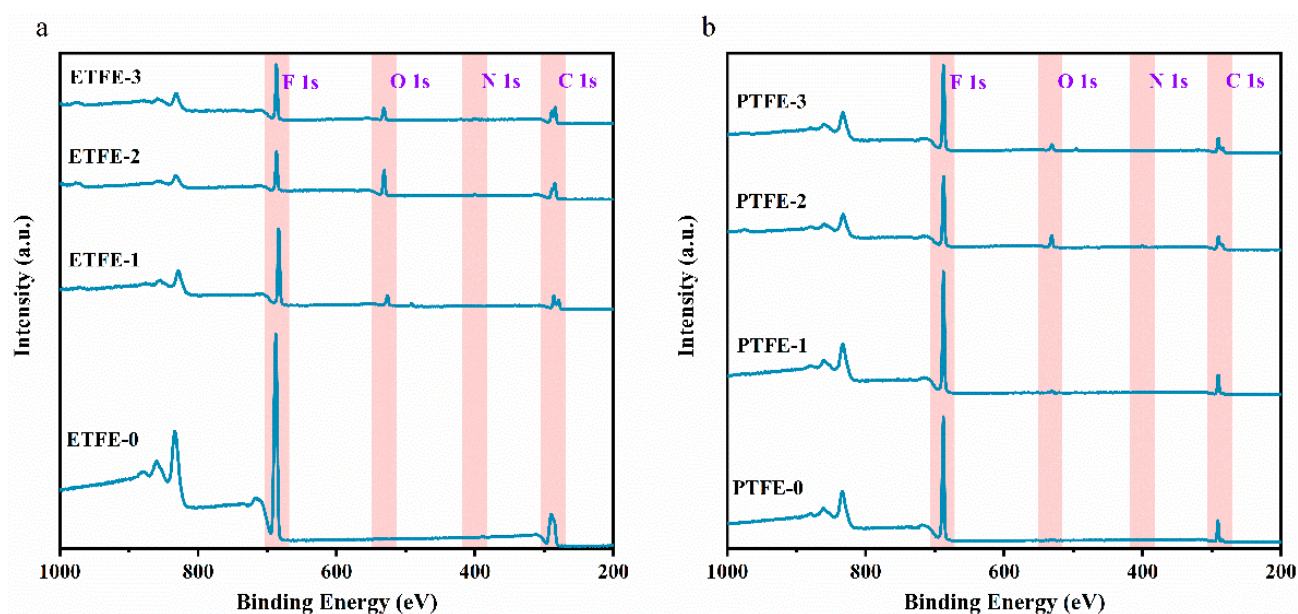 a
ETFE-3
F 1s
O 1s
N 1s
C 1s
ETFE-2
ETFE-1
ETFE-0
Intensity (a.u.)
1000
800
600
400
200
Binding Energy (eV)
b
PTFE-3
F 1s
O 1s
N 1s
C 1s
PTFE-2
PTFE-1
PTFE-0
Intensity (a.u.)
1000
800
600
400
200
Binding Energy (eV)